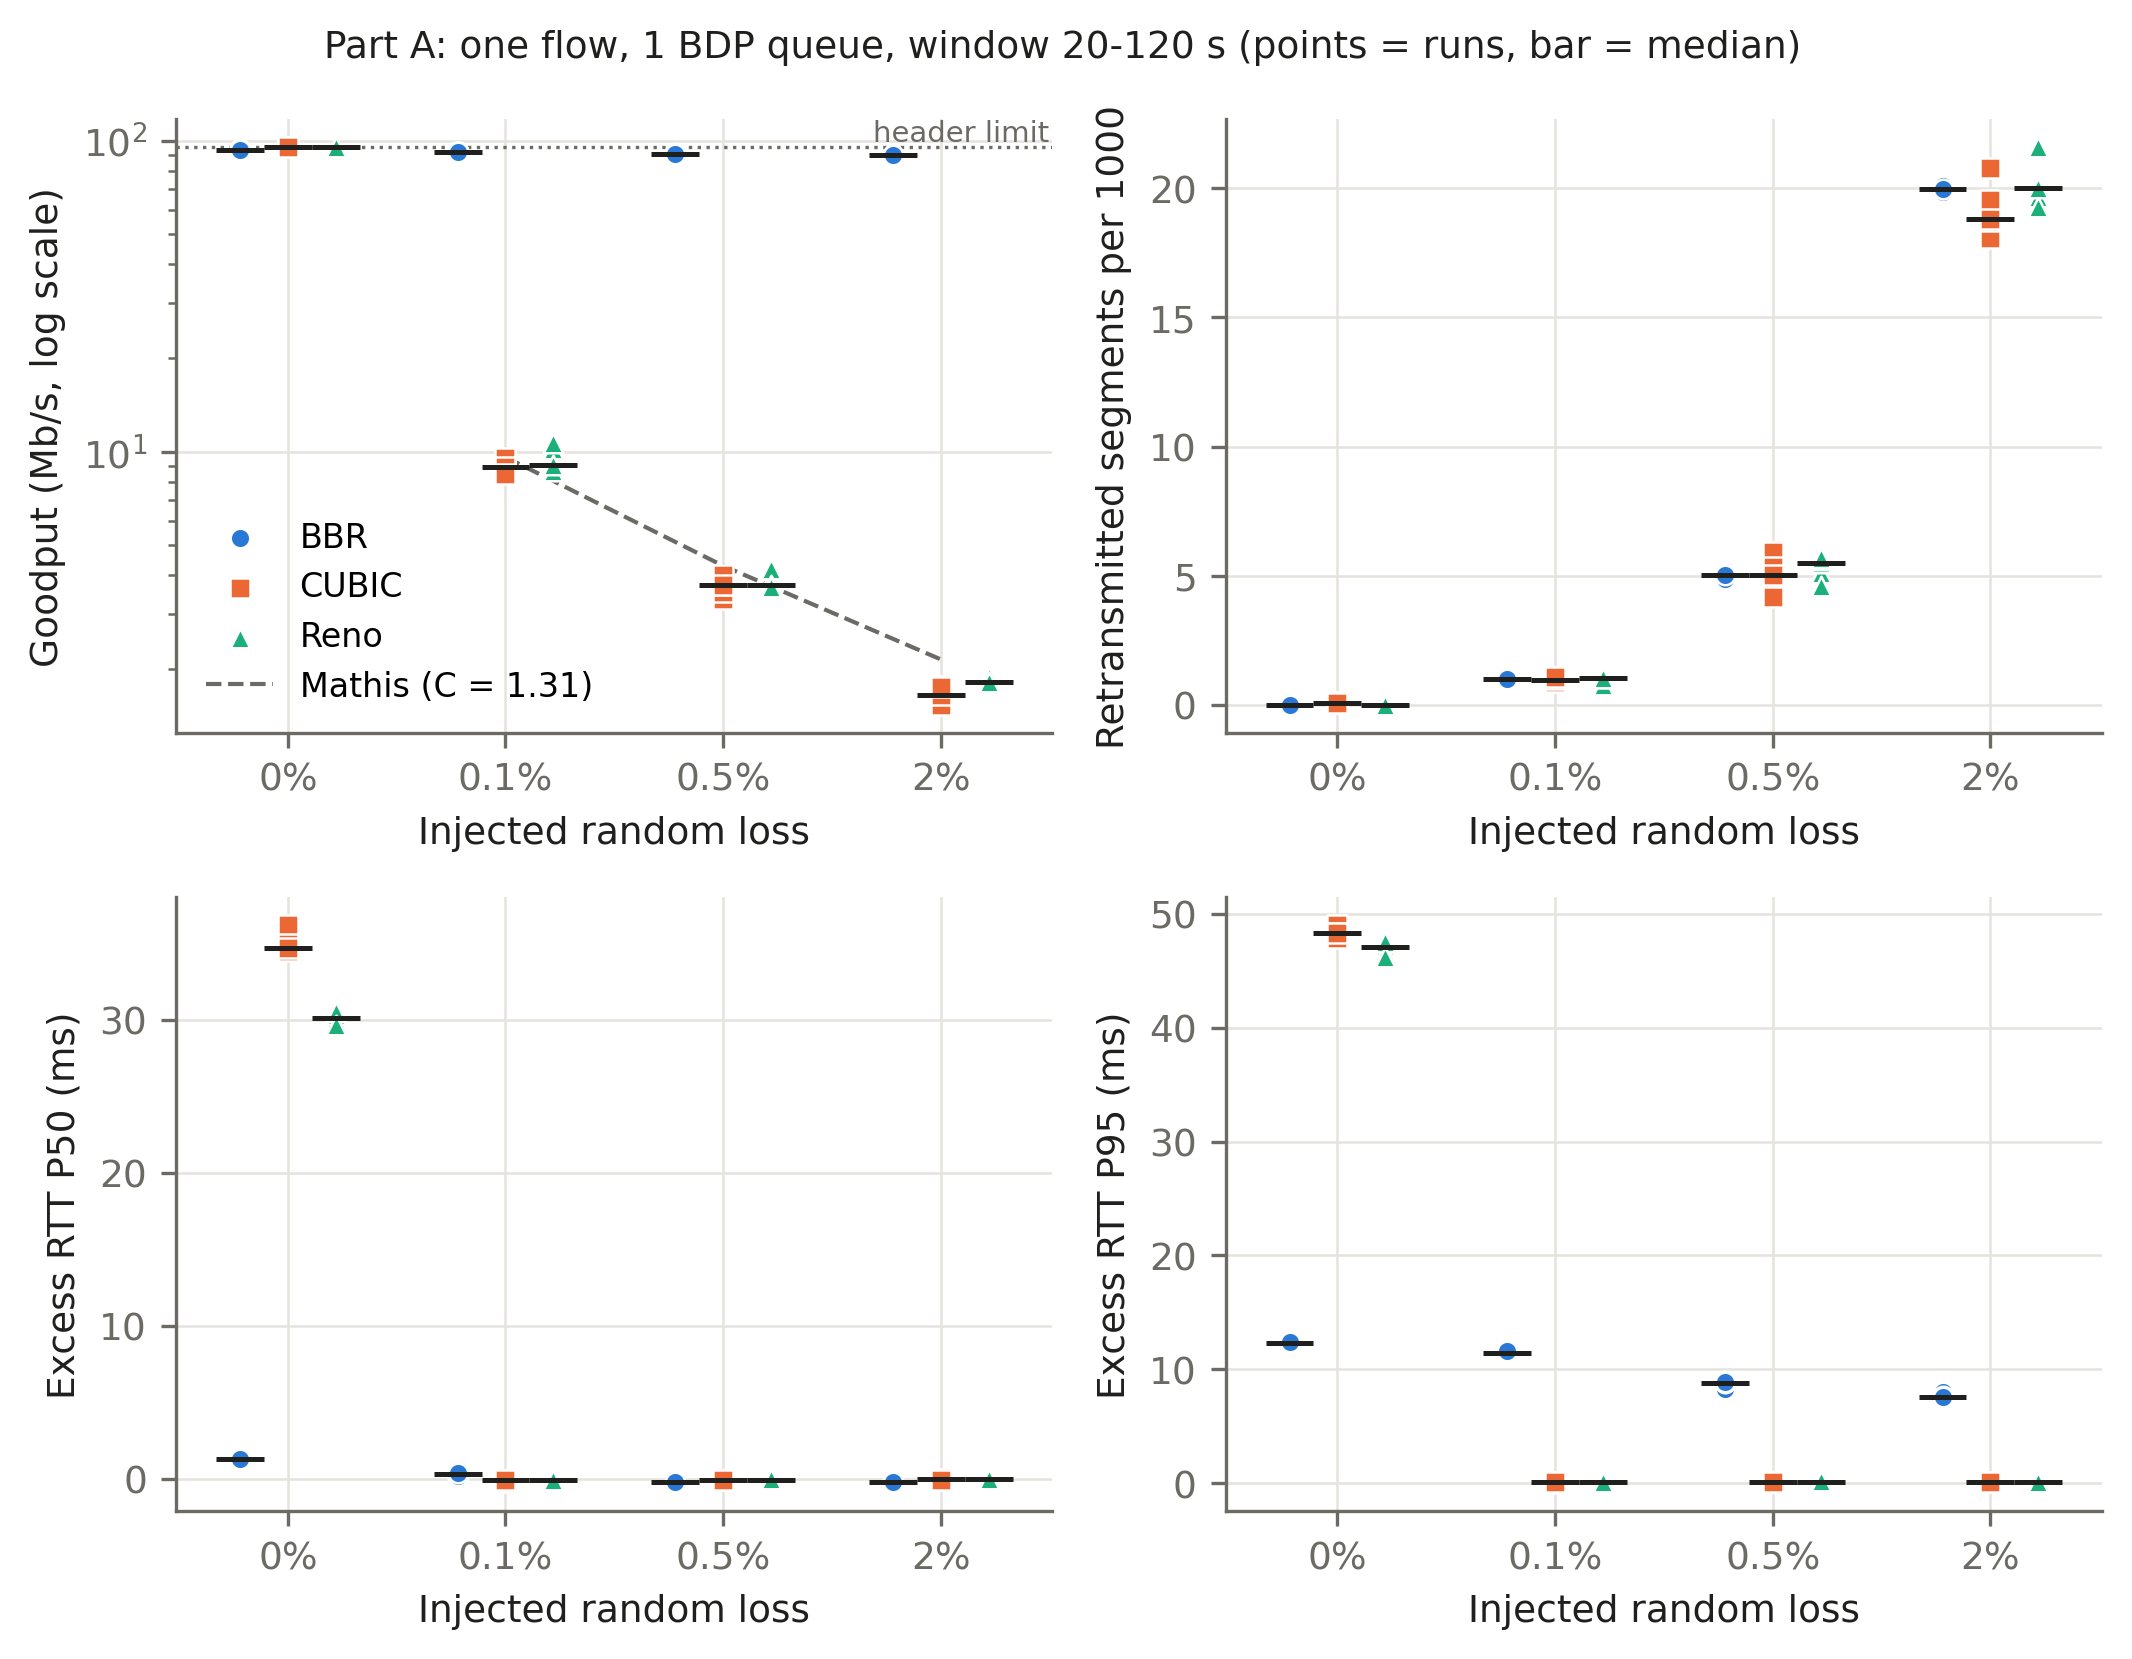 Part A: one flow, 1 BDP queue, window 20-120 s (points = runs, bar = median)
Goodput (Mb/s, log scale)
10²
10¹
header limit
BBR
CUBIC
Reno
Mathis (C = 1.31)
0% 0.1% 0.5% 2%
Injected random loss
Retransmitted segments per 1000
20
15
10
5
0
0% 0.1% 0.5% 2%
Injected random loss
Excess RTT P50 (ms)
30
20
10
0
0% 0.1% 0.5% 2%
Injected random loss
Excess RTT P95 (ms)
50
40
30
20
10
0
0% 0.1% 0.5% 2%
Injected random loss